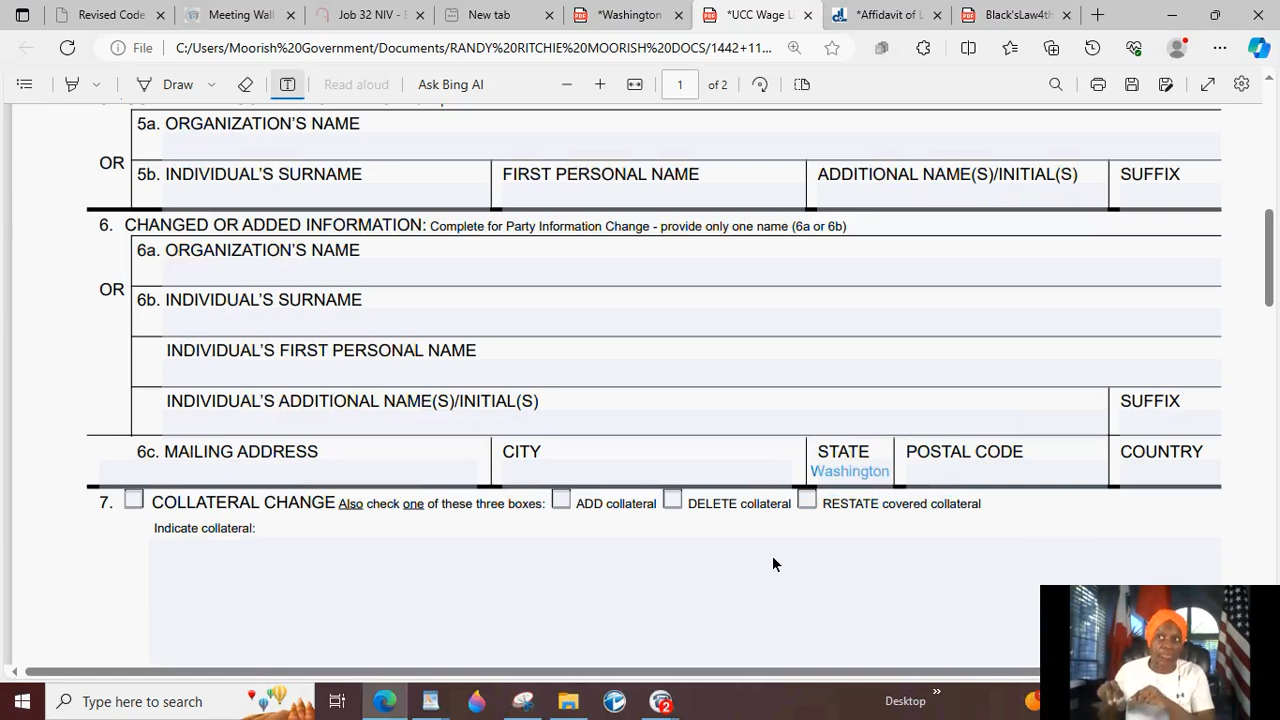 Revised Code
Meeting Wall
Job 32 NIV - E
New tab
*Washington
*UCC Wage Li
*Affidavit of L
Black'sLaw4th
File
C:/Users/Moorish%20Government/Documents/RANDY%20RITCHIE%20MOORISH%20DOCS/1442+11...
Draw
Read aloud
Ask Bing AI
1
of 2
5a. ORGANIZATION'S NAME
OR
5b. INDIVIDUAL'S SURNAME
FIRST PERSONAL NAME
ADDITIONAL NAME(S)/INITIAL(S)
SUFFIX
6. CHANGED OR ADDED INFORMATION: Complete for Party Information Change - provide only one name (6a or 6b)
6a. ORGANIZATION'S NAME
OR
6b. INDIVIDUAL'S SURNAME
INDIVIDUAL'S FIRST PERSONAL NAME
INDIVIDUAL'S ADDITIONAL NAME(S)/INITIAL(S)
SUFFIX
6c. MAILING ADDRESS
CITY
STATE
Washington
POSTAL CODE
COUNTRY
7. COLLATERAL CHANGE Also check one of these three boxes: ADD collateral DELETE collateral RESTATE covered collateral
Indicate collateral:
Type here to search
2
Desktop